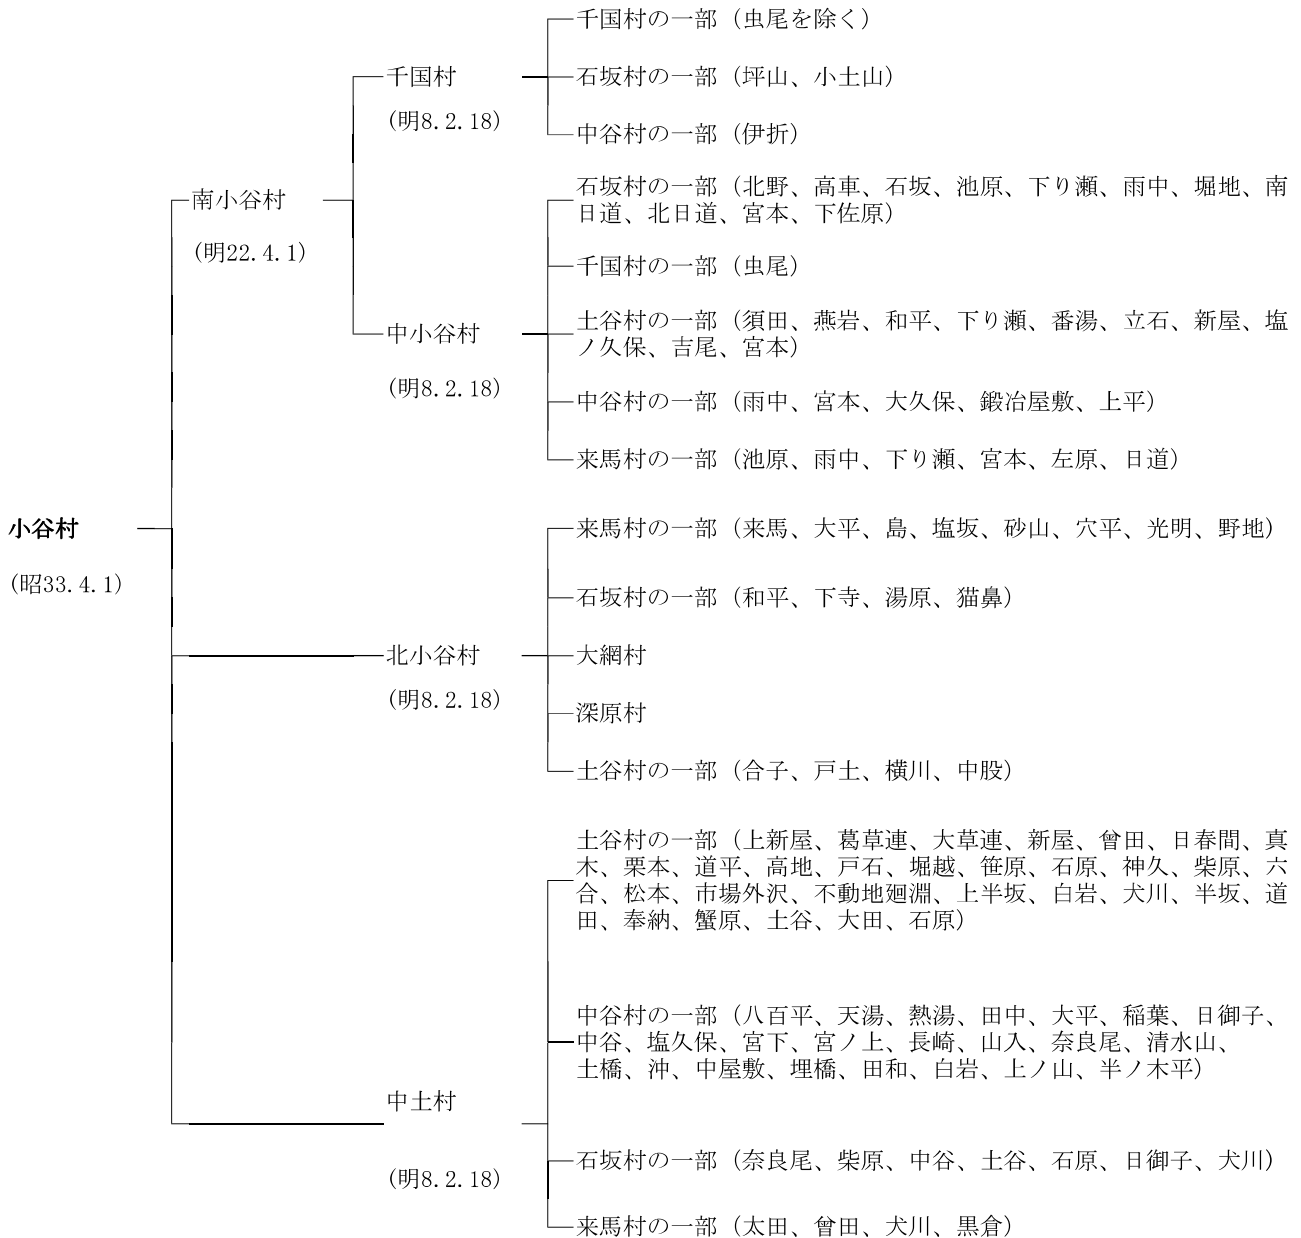 千国村の一部（虫尾を除く）
千国村
石坂村の一部（坪山、小土山）
(明8.2.18)
中谷村の一部（伊折）
南小谷村
(明22.4.1)
石坂村の一部（北野、高車、石坂、池原、下り瀬、雨中、堀地、南
日道、北日道、宮本、下佐原）
千国村の一部（虫尾）
中小谷村
(明8.2.18)
土谷村の一部（須田、燕岩、和平、下り瀬、番湯、立石、新屋、塩
ノ久保、吉尾、宮本）
中谷村の一部（雨中、宮本、大久保、鍛冶屋敷、上平）
来馬村の一部（池原、雨中、下り瀬、宮本、左原、日道）
小谷村
(昭33.4.1)
来馬村の一部（来馬、大平、島、塩坂、砂山、穴平、光明、野地）
石坂村の一部（和平、下寺、湯原、猫鼻）
北小谷村
(明8.2.18)
大網村
深原村
土谷村の一部（合子、戸土、横川、中股）
土谷村の一部（上新屋、葛草連、大草連、新屋、曾田、日春間、真
木、栗本、道平、高地、戸石、堀越、笹原、石原、神久、柴原、六
合、松本、市場外沢、不動地廻淵、上半坂、白岩、犬川、半坂、道
田、奉納、蟹原、土谷、大田、石原）
中谷村の一部（八百平、天湯、熱湯、田中、大平、稲葉、日御子、
中谷、塩久保、宮下、宮ノ上、長崎、山入、奈良尾、清水山、
土橋、沖、中屋敷、埋橋、田和、白岩、上ノ山、半ノ木平）
中土村
(明8.2.18)
石坂村の一部（奈良尾、柴原、中谷、土谷、石原、日御子、犬川）
来馬村の一部（太田、曾田、犬川、黒倉）